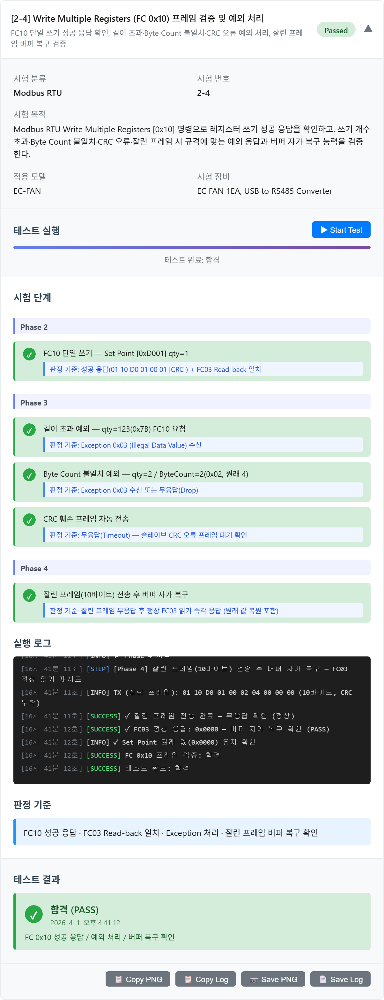 [2-4] Write Multiple Registers (FC 0x10) 프레임 검증 및 예외 처리
FC10 단일 쓰기 성공 응답 확인, 길이 초과·Byte Count 불일치·CRC 오류 예외 처리, 잘린 프레
임 버퍼 복구 검증
Passed
▲
시험 분류
시험 번호
Modbus RTU
2-4
시험 목적
Modbus RTU Write Multiple Registers [0x10] 명령으로 레지스터 쓰기 성공 응답을 확인하고, 쓰기 개수
초과·Byte Count 불일치·CRC 오류·잘린 프레임 시 규격에 맞는 예외 응답과 버퍼 자가 복구 능력을 검증
한다.
적용 모델
시험 장비
EC-FAN
EC FAN 1EA, USB to RS485 Converter
테스트 실행
▶ Start Test
테스트 완료: 합격
시험 단계
Phase 2
✓ FC10 단일 쓰기 — Set Point [0xD001] qty=1
판정 기준: 성공 응답(01 10 D0 01 00 01 [CRC]) + FC03 Read-back 일치
Phase 3
✓ 길이 초과 예외 — qty=123(0x7B) FC10 요청
판정 기준: Exception 0x03 (Illegal Data Value) 수신
✓ Byte Count 불일치 예외 — qty=2 / ByteCount=2(0x02, 원래 4)
판정 기준: Exception 0x03 수신 또는 무응답(Drop)
✓ CRC 훼손 프레임 자동 전송
판정 기준: 무응답(Timeout) — 슬레이브 CRC 오류 프레임 폐기 확인
Phase 4
✓ 잘린 프레임(10바이트) 전송 후 버퍼 자가 복구
판정 기준: 잘린 프레임 무응답 후 정상 FC03 읽기 즉각 응답 (원래 값 복원 포함)
실행 로그
[16시 41분 11초] [INFO] ▶ Phase 4 시작
[16시 41분 11초] [STEP] [Phase 4] 잘린 프레임(10바이트) 전송 후 버퍼 자가 복구 — FC03
정상 읽기 재시도
[16시 41분 11초] [INFO] TX (잘린 프레임): 01 10 D0 01 00 02 04 00 00 00 (10바이트, CRC
누락)
[16시 41분 11초] [SUCCESS] ✓ 잘린 프레임 전송 완료 — 무응답 확인 (정상)
[16시 41분 12초] [SUCCESS] ✓ FC03 정상 응답: 0x0000 — 버퍼 자가 복구 확인 (PASS)
[16시 41분 12초] [INFO] ✓ Set Point 원래 값(0x0000) 유지 확인
[16시 41분 12초] [SUCCESS] FC 0x10 프레임 검증: 합격
[16시 41분 12초] [SUCCESS] 테스트 완료: 합격
판정 기준
FC10 성공 응답 · FC03 Read-back 일치 · Exception 처리 · 잘린 프레임 버퍼 복구 확인
테스트 결과
✓ 합격 (PASS)
2026. 4. 1. 오후 4:41:12
FC 0x10 성공 응답 / 예외 처리 / 버퍼 복구 확인
Copy PNG
Copy Log
Save PNG
Save Log